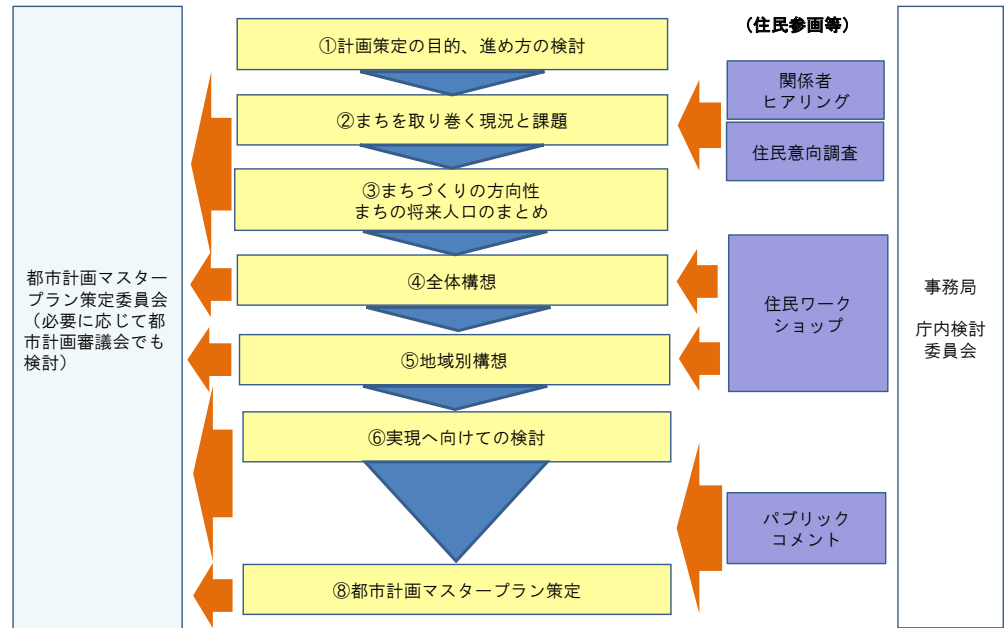 ①計画策定の目的、進め方の検討
②まちを取り巻く現況と課題
③まちづくりの方向性
まちの将来人口のまとめ
④全体構想
⑤地域別構想
⑥実現へ向けての検討
⑧都市計画マスタープラン策定
都市計画マスター
プラン策定委員会
(必要に応じて都
市計画審議会でも
検討)
(住民参画等)
関係者
ヒアリング
住民意向調査
住民ワーク
ショップ
パブリック
コメント
事務局
庁内検討
委員会